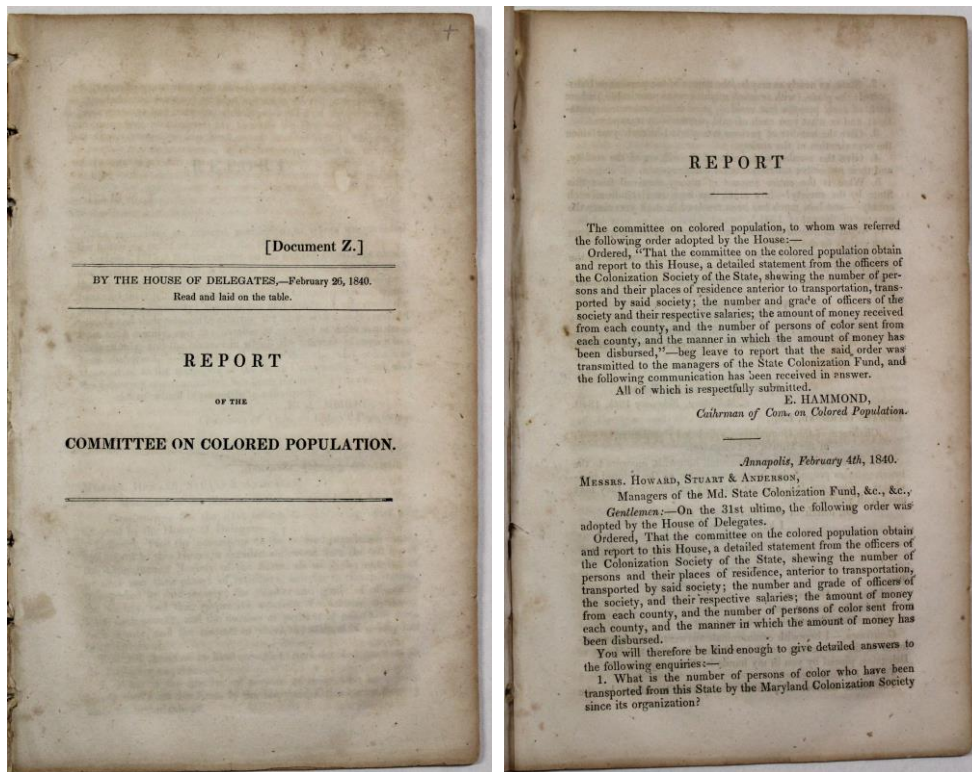 [Document Z.]
BY THE HOUSE OF DELEGATES,—February 26, 1840.
Read and laid on the table.
REPORT
OF THE
COMMITTEE ON COLORED POPULATION.
REPORT
The committee on colored population, to whom was referred
the following order adopted by the House:—
Ordered, "That the committee on the colored population obtain
and report to this House, a detailed statement from the officers of
the Colonization Society of the State, shewing the number of per-
sons and their places of residence anterior to transportation, trans-
ported by said society; the number and grade of officers of the
society and their respective salaries; the amount of money received
from each county, and the number of persons of color sent from
each county, and the manner in which the amount of money has
been disbursed,"—beg leave to report that the said order was
transmitted to the managers of the State Colonization Fund, and
the following communication has been received in answer.
All of which is respectfully submitted.
E. HAMMOND,
Caihrman of Com. on Colored Population.
Annapolis, February 4th, 1840.
MESSRS. HOWARD, STUART & ANDERSON,
Managers of the Md. State Colonization Fund, &c., &c.,
Gentlemen:—On the 31st ultimo, the following order was
adopted by the House of Delegates.
Ordered, That the committee on the colored population obtain
and report to this House, a detailed statement from the officers of
the Colonization Society of the State, shewing the number of
persons and their places of residence, anterior to transportation,
transported by said society; the number and grade of officers of
the society, and their respective salaries; the amount of money
from each county, and the number of persons of color sent from
each county, and the manner in which the amount of money has
been disbursed.
You will therefore be kind enough to give detailed answers to
the following enquiries:—
1. What is the number of persons of color who have been
transported from this State by the Maryland Colonization Society
since its organization?